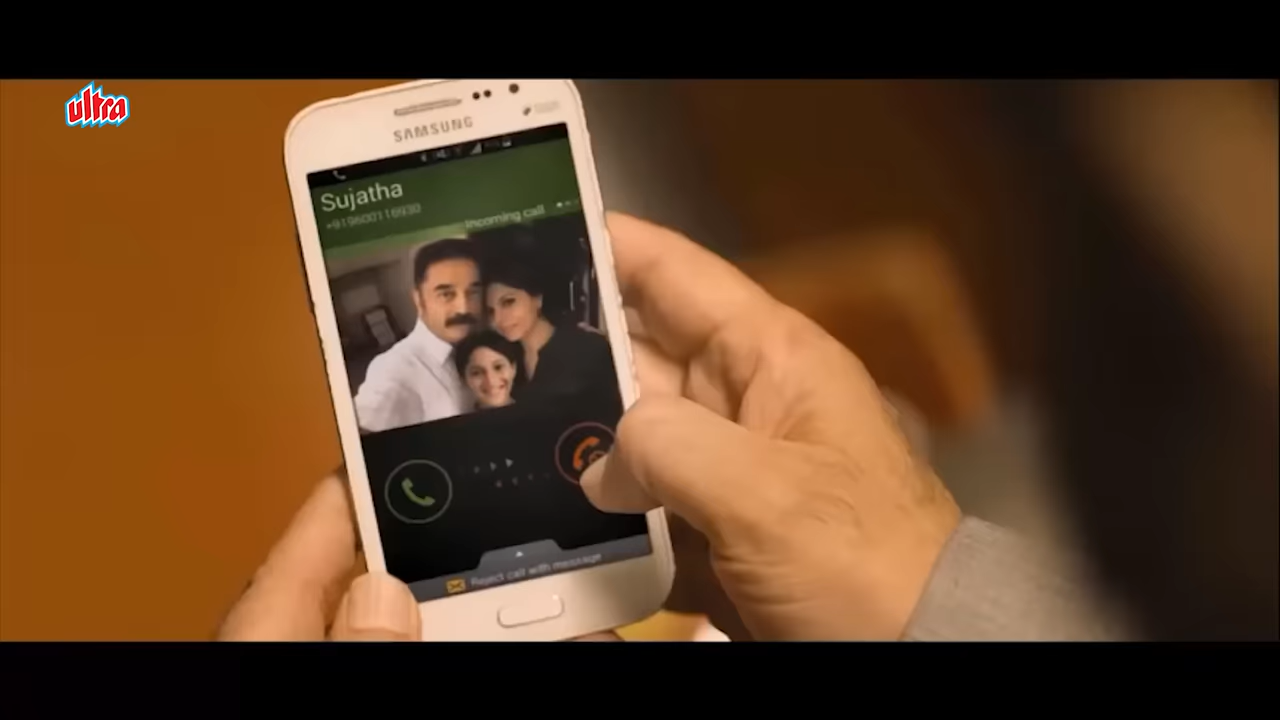 ultra
SAMSUNG
Sujatha
Incoming call
Reject call with message